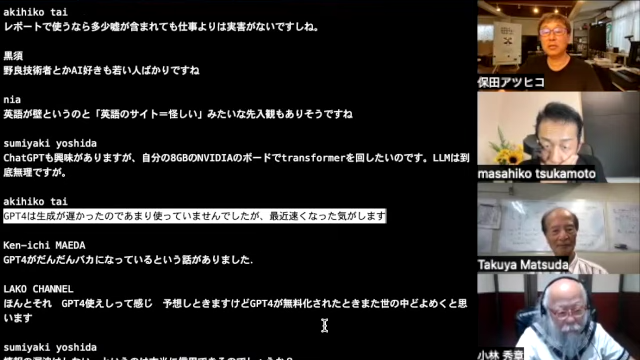 akihiko tai
レポートで使うなら多少嘘が含まれても仕事よりは実害がないですしね。
黒須
野良技術者とかAI好きも若い人ばかりですね
nia
英語が壁というのと「英語のサイト＝怪しい」みたいな先入観もありそうですね
sumiyaki yoshida
ChatGPTも興味がありますが、自分の8GBのNVIDIAのボードでtransformerを回したいのです。LLMは到
底無理ですが。
akihiko tai
GPT4は生成が遅かったのであまり使っていませんでしたが、最近速くなった気がします
Ken-ichi MAEDA
GPT4がだんだんバカになっているという話がありました．
LAKO CHANNEL
ほんとそれ　GPT4使えしって感じ　予想しときますけどGPT4が無料化されたときまた世の中どよめくと思
います
sumiyaki yoshida
保田アツヒコ
masahiko tsukamoto
Takuya Matsuda
小林 秀章